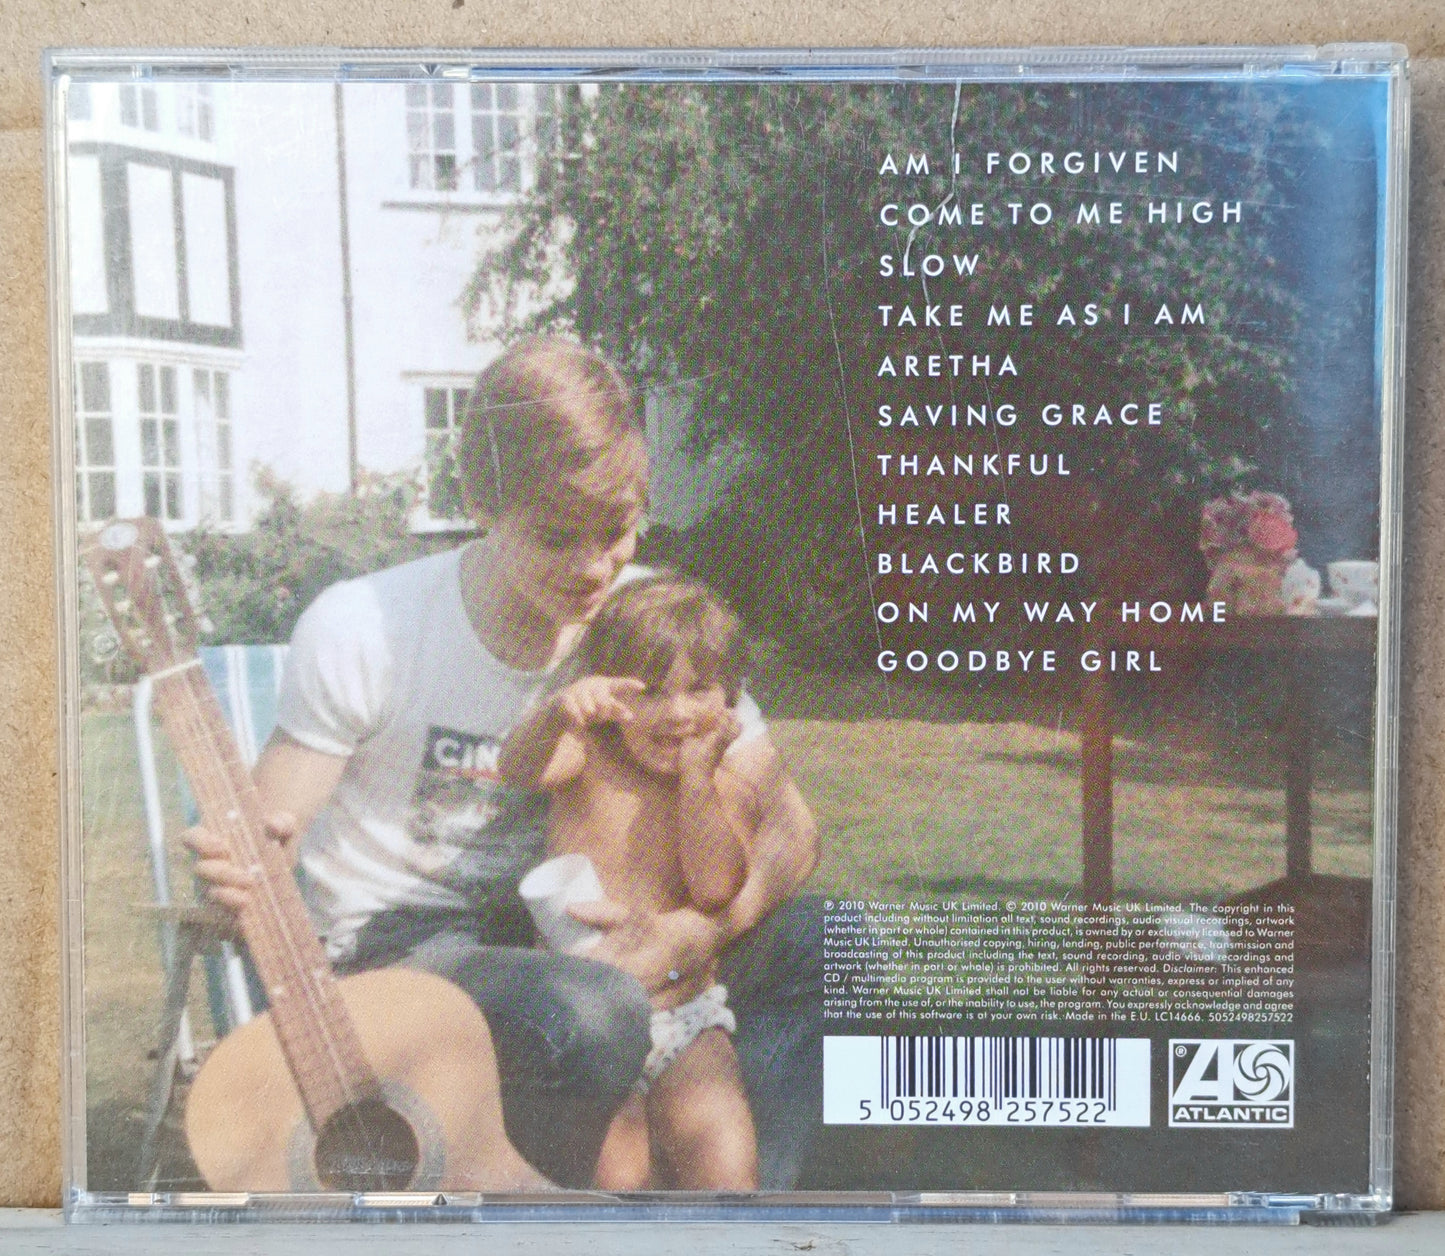 AM I FORGIVEN
COME TO ME HIGH
SLOW
TAKE ME AS I AM
ARETHA
SAVING GRACE
THANKFUL
HEALER
BLACKBIRD
ON MY WAY HOME
GOODBYE GIRL
CIN
℗ 2010 Warner Music UK Limited. © 2010 Warner Music UK Limited. The copyright in this
product including without limitation all text, sound recordings, audio visual recordings, artwork
(whether in part or whole) contained in this product, is owned by or exclusively licensed to Warner
Music UK Limited. Unauthorised copying, hiring, lending, public performance, transmission and
broadcasting of this product including the text, sound recording, audio visual recordings and
artwork (whether in part or whole) is prohibited. All rights reserved. Disclaimer: This enhanced
CD / multimedia program is provided to the user without warranties, express or implied of any
kind. Warner Music UK Limited shall not be liable for any actual or consequential damages
arising from the use of, or the inability to use, the program. You expressly acknowledge and agree
that the use of this software is at your own risk. Made in the E.U. LC14666. 5052498257522
5 052498 257522
®
ATLANTIC